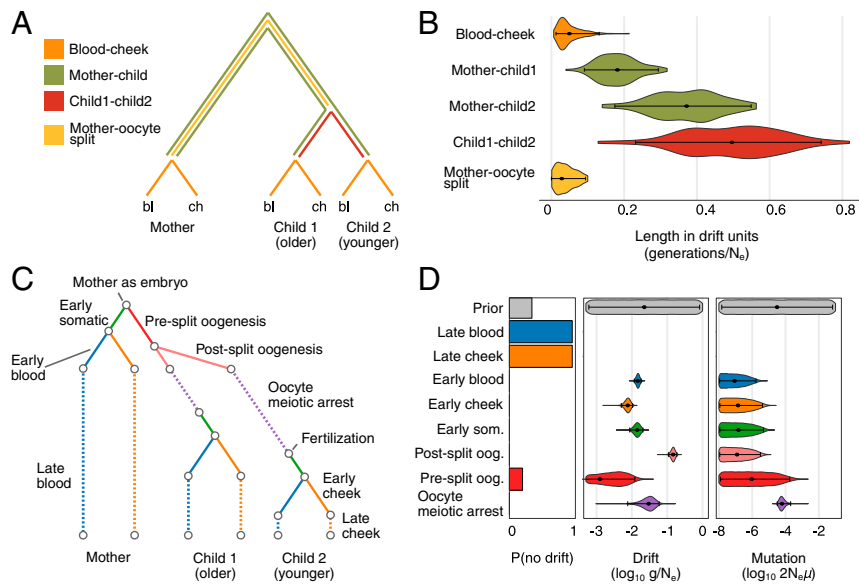 A
Blood-cheek
Mother-child
Child1-child2
Mother-oocyte
split
bl
ch
bl
ch
bl
ch
Mother
Child 1
(older)
Child 2
(younger)
B
Blood-cheek
Mother-child1
Mother-child2
Child1-child2
Mother-oocyte
split
0
0.2
0.4
0.6
0.8
Length in drift units
(generations/Ne)
C
Mother as embryo
Early
somatic
Pre-split oogenesis
Early
blood
Post-split oogenesis
Oocyte
meiotic arrest
Fertilization
Late
blood
Early
cheek
Late
cheek
Mother
Child 1
(older)
Child 2
(younger)
D
Prior
Late blood
Late cheek
Early blood
Early cheek
Early som.
Post-split oog.
Pre-split oog.
Oocyte
meiotic arrest
0 1
-3 -2 -1 0
-8 -6 -4 -2
P(no drift)
Drift
(log10 g/Ne)
Mutation
(log10 2Neμ)